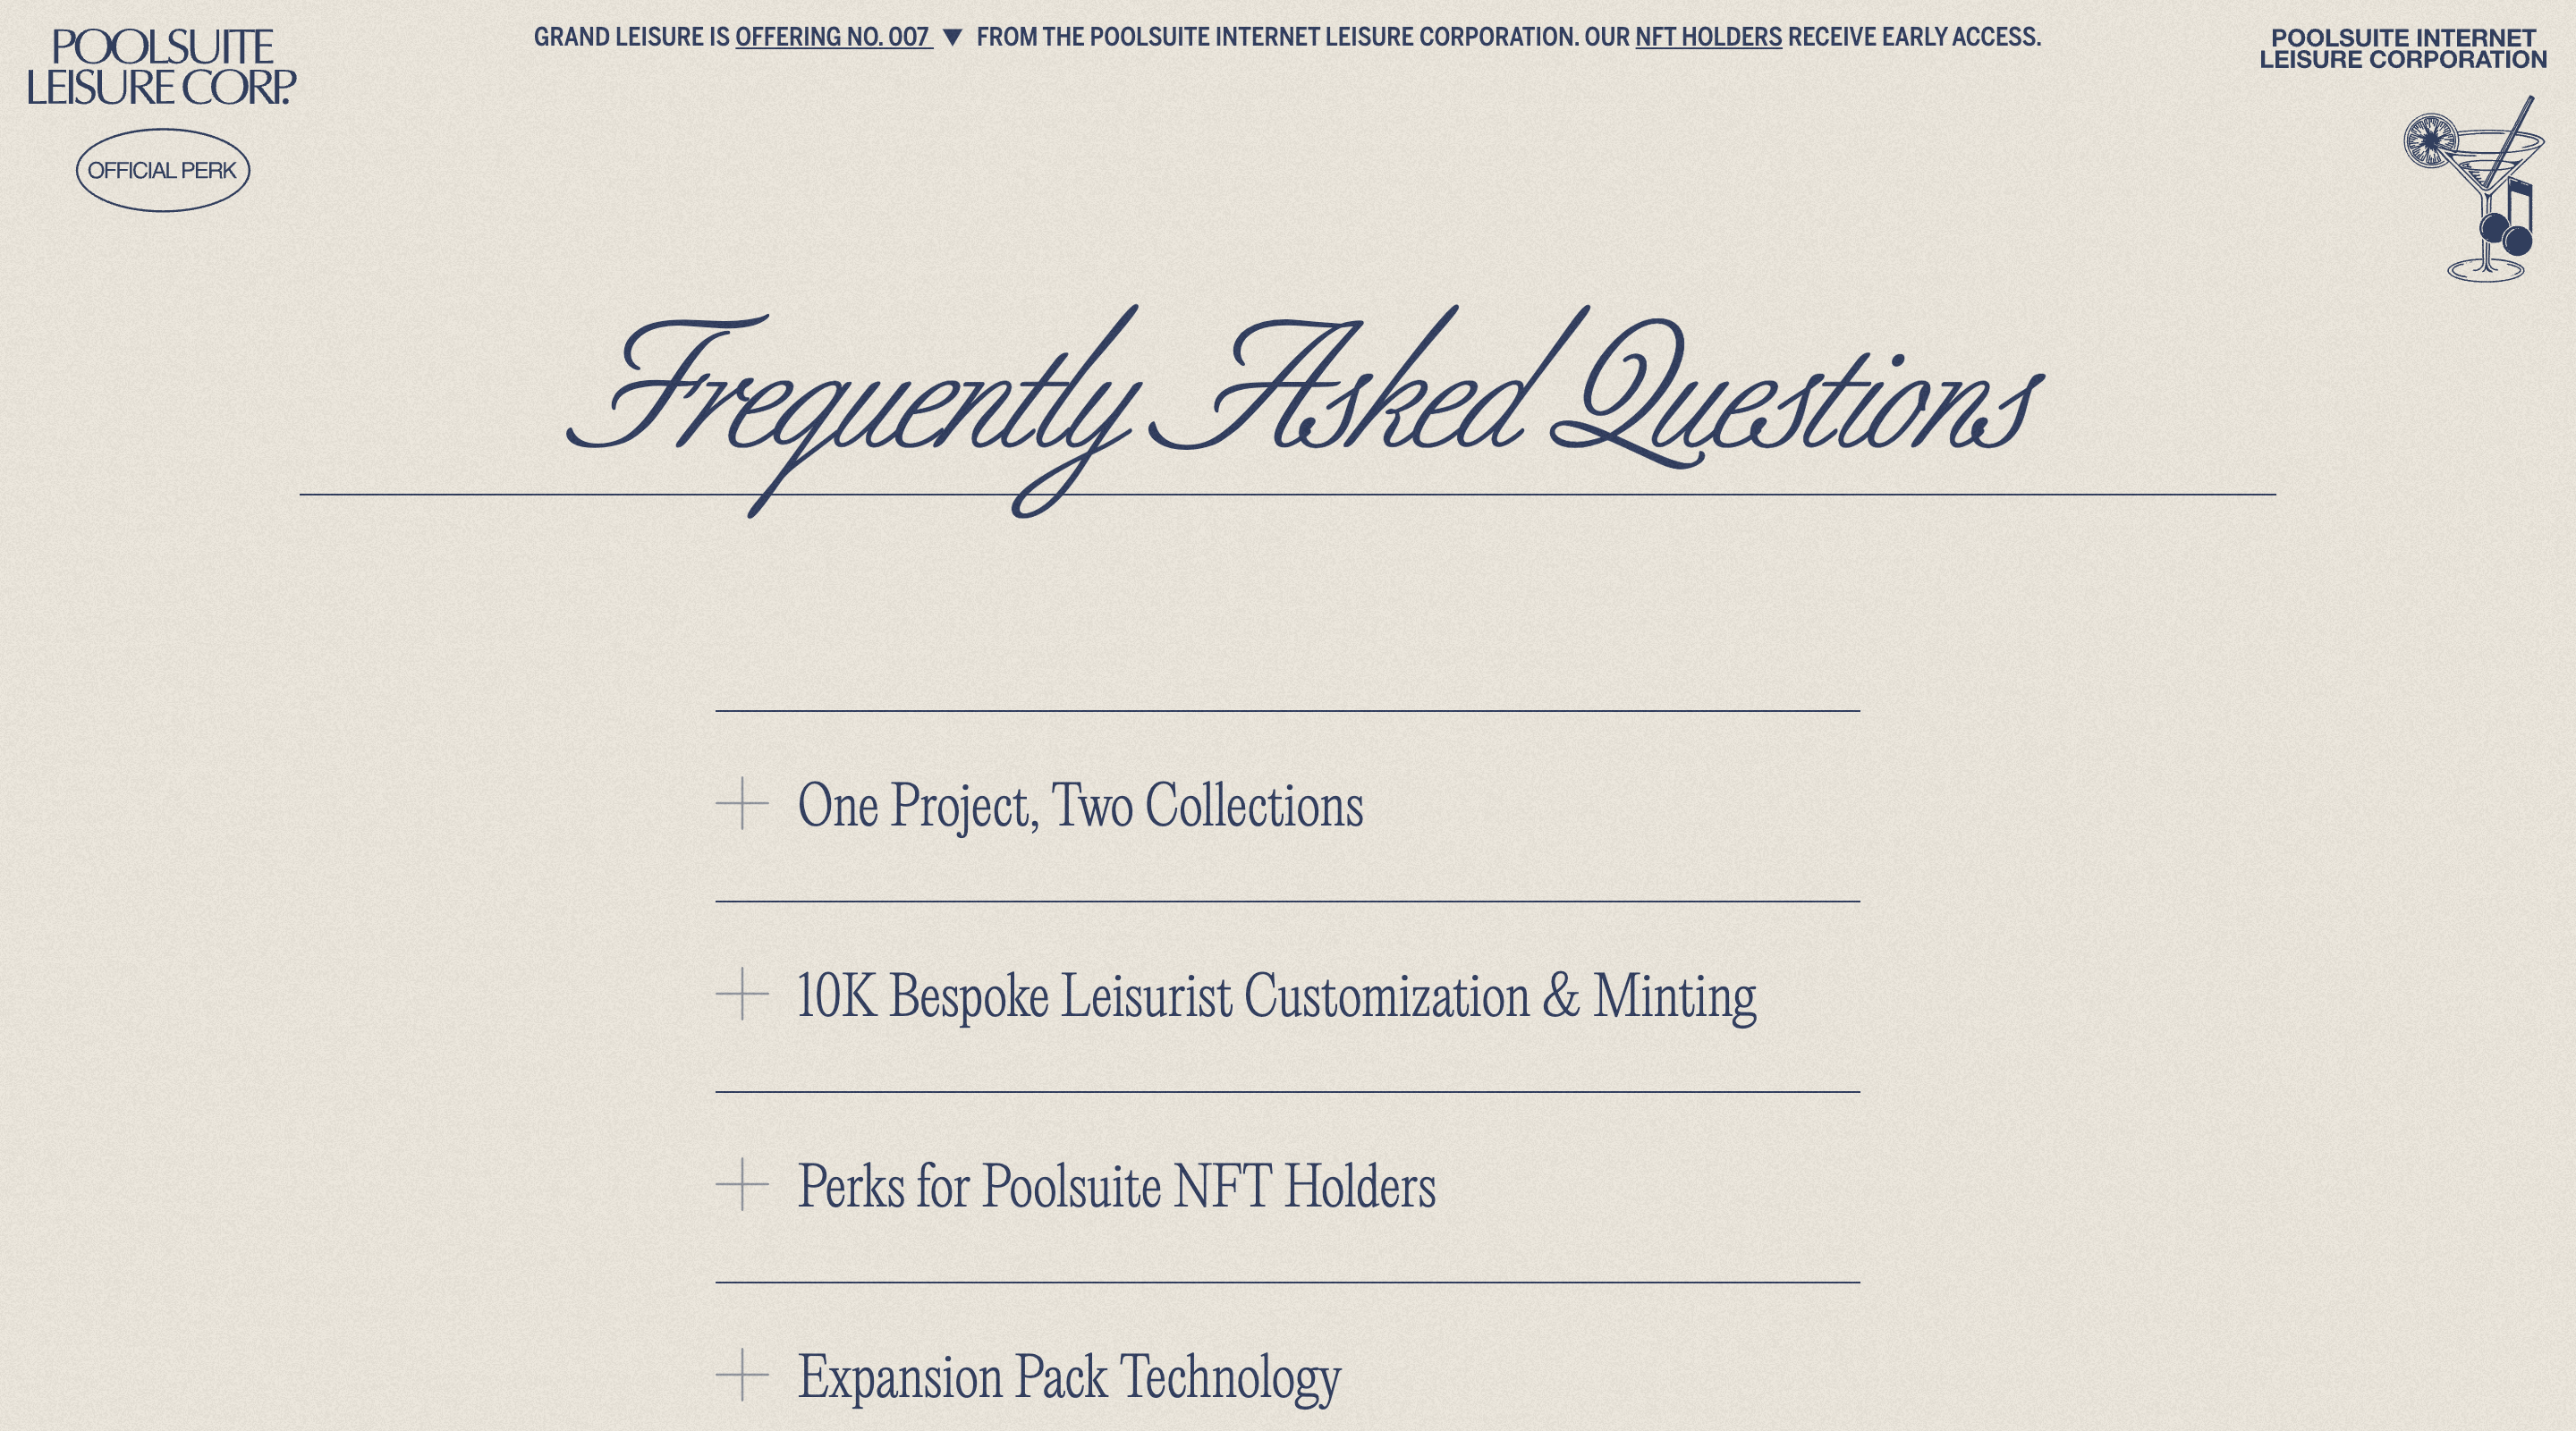 POOLSUITE
LEISURE CORP.
OFFICIAL PERK
GRAND LEISURE IS OFFERING NO. 007 ▼ FROM THE POOLSUITE INTERNET LEISURE CORPORATION. OUR NFT HOLDERS RECEIVE EARLY ACCESS.
POOLSUITE INTERNET
LEISURE CORPORATION
Frequently Asked Questions
One Project, Two Collections
10K Bespoke Leisurist Customization & Minting
Perks for Poolsuite NFT Holders
Expansion Pack Technology